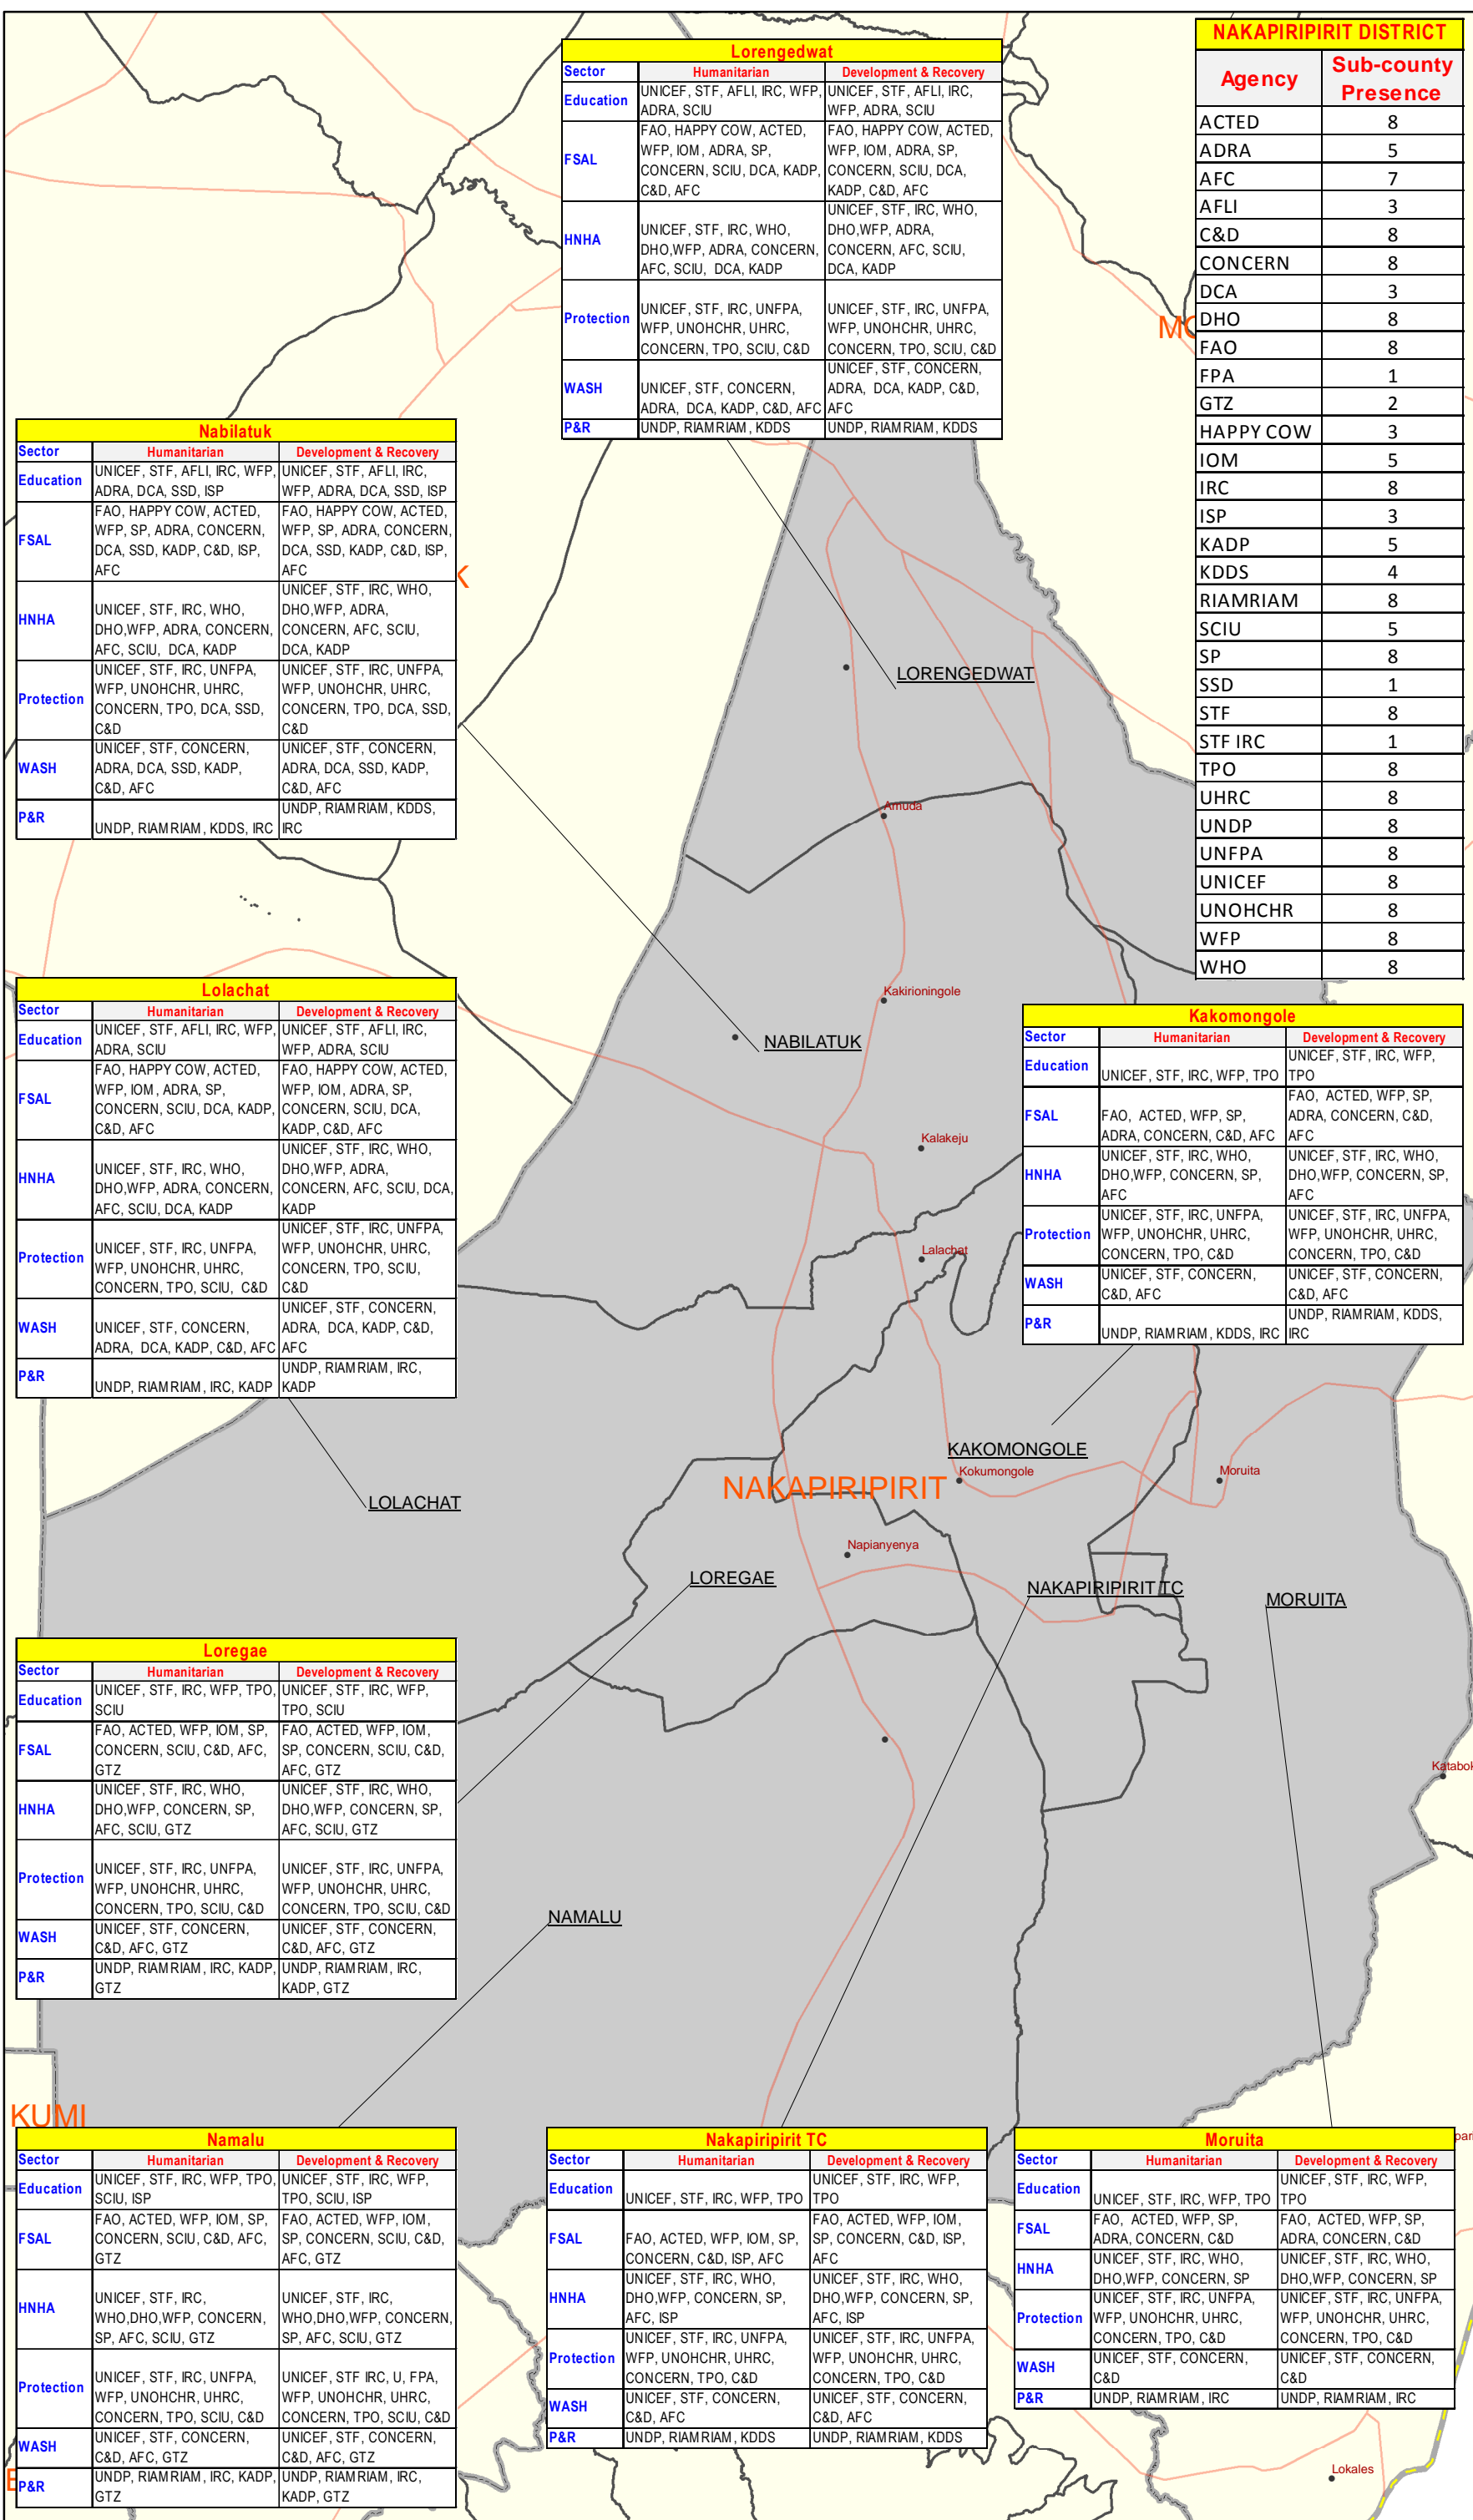 Lorengedwat
Sector Humanitarian Development & Recovery
Education UNICEF, STF, AFLI, IRC, WFP, ADRA, SCIU UNICEF, STF, AFLI, IRC, WFP, ADRA, SCIU
FSAL FAO, HAPPY COW, ACTED, WFP, IOM, ADRA, SP, CONCERN, SCIU, DCA, KADP, C&D, AFC FAO, HAPPY COW, ACTED, WFP, IOM, ADRA, SP, CONCERN, SCIU, DCA, KADP, C&D, AFC
HNHA UNICEF, STF, IRC, WHO, DHO,WFP, ADRA, CONCERN, AFC, SCIU, DCA, KADP UNICEF, STF, IRC, WHO, DHO,WFP, ADRA, CONCERN, AFC, SCIU, DCA, KADP
Protection UNICEF, STF, IRC, UNFPA, WFP, UNOHCHR, UHRC, CONCERN, TPO, SCIU, C&D UNICEF, STF, IRC, UNFPA, WFP, UNOHCHR, UHRC, CONCERN, TPO, SCIU, C&D
WASH UNICEF, STF, CONCERN, ADRA, DCA, KADP, C&D, AFC UNICEF, STF, CONCERN, ADRA, DCA, KADP, C&D, AFC
P&R UNDP, RIAMRIAM, KDDS UNDP, RIAMRIAM, KDDS
NAKAPIRIPIRIT DISTRICT
Agency Sub-county Presence
ACTED 8
ADRA 5
AFC 7
AFLI 3
C&D 8
CONCERN 8
DCA 3
DHO 8
FAO 8
FPA 1
GTZ 2
HAPPY COW 3
IOM 5
IRC 8
ISP 3
KADP 5
KDDS 4
RIAMRIAM 8
SCIU 5
SP 8
SSD 1
STF 8
STF IRC 1
TPO 8
UHRC 8
UNDP 8
UNFPA 8
UNICEF 8
UNOHCHR 8
WFP 8
WHO 8
Nabilatuk
Sector Humanitarian Development & Recovery
Education UNICEF, STF, AFLI, IRC, WFP, ADRA, DCA, SSD, ISP UNICEF, STF, AFLI, IRC, WFP, ADRA, DCA, SSD, ISP
FSAL FAO, HAPPY COW, ACTED, WFP, SP, ADRA, CONCERN, DCA, SSD, KADP, C&D, ISP, AFC FAO, HAPPY COW, ACTED, WFP, SP, ADRA, CONCERN, DCA, SSD, KADP, C&D, ISP, AFC
HNHA UNICEF, STF, IRC, WHO, DHO,WFP, ADRA, CONCERN, AFC, SCIU, DCA, KADP UNICEF, STF, IRC, WHO, DHO,WFP, ADRA, CONCERN, AFC, SCIU, DCA, KADP
Protection UNICEF, STF, IRC, UNFPA, WFP, UNOHCHR, UHRC, CONCERN, TPO, DCA, SSD, C&D UNICEF, STF, IRC, UNFPA, WFP, UNOHCHR, UHRC, CONCERN, TPO, DCA, SSD, C&D
WASH UNICEF, STF, CONCERN, ADRA, DCA, SSD, KADP, C&D, AFC UNICEF, STF, CONCERN, ADRA, DCA, SSD, KADP, C&D, AFC
P&R UNDP, RIAMRIAM, KDDS, IRC UNDP, RIAMRIAM, KDDS, IRC
K
LORENGEDWAT
Amuda
Kakirioningole
NABILATUK
Kalakeju
Lalachat
Lolachat
Sector Humanitarian Development & Recovery
Education UNICEF, STF, AFLI, IRC, WFP, ADRA, SCIU UNICEF, STF, AFLI, IRC, WFP, ADRA, SCIU
FSAL FAO, HAPPY COW, ACTED, WFP, IOM, ADRA, SP, CONCERN, SCIU, DCA, KADP, C&D, AFC FAO, HAPPY COW, ACTED, WFP, IOM, ADRA, SP, CONCERN, SCIU, DCA, KADP, C&D, AFC
HNHA UNICEF, STF, IRC, WHO, DHO,WFP, ADRA, CONCERN, AFC, SCIU, DCA, KADP UNICEF, STF, IRC, WHO, DHO,WFP, ADRA, CONCERN, AFC, SCIU, DCA, KADP
Protection UNICEF, STF, IRC, UNFPA, WFP, UNOHCHR, UHRC, CONCERN, TPO, SCIU, C&D UNICEF, STF, IRC, UNFPA, WFP, UNOHCHR, UHRC, CONCERN, TPO, SCIU, C&D
WASH UNICEF, STF, CONCERN, ADRA, DCA, KADP, C&D, AFC UNICEF, STF, CONCERN, ADRA, DCA, KADP, C&D, AFC
P&R UNDP, RIAMRIAM, IRC, KADP UNDP, RIAMRIAM, IRC, KADP
Kakomongole
Sector Humanitarian Development & Recovery
Education UNICEF, STF, IRC, WFP, TPO UNICEF, STF, IRC, WFP, TPO
FSAL FAO, ACTED, WFP, SP, ADRA, CONCERN, C&D, AFC FAO, ACTED, WFP, SP, ADRA, CONCERN, C&D, AFC
HNHA UNICEF, STF, IRC, WHO, DHO,WFP, CONCERN, SP, AFC UNICEF, STF, IRC, WHO, DHO,WFP, CONCERN, SP, AFC
Protection UNICEF, STF, IRC, UNFPA, WFP, UNOHCHR, UHRC, CONCERN, TPO, C&D UNICEF, STF, IRC, UNFPA, WFP, UNOHCHR, UHRC, CONCERN, TPO, C&D
WASH UNICEF, STF, CONCERN, C&D, AFC UNICEF, STF, CONCERN, C&D, AFC
P&R UNDP, RIAMRIAM, KDDS, IRC UNDP, RIAMRIAM, KDDS, IRC
KAKOMONGOLE
Kokumongole
Moruita
NAKAPIRIPIRIT
LOLACHAT
Napianyenya
LOREGAE
NAKAPIRIPIRIT TC
MORUITA
Loregae
Sector Humanitarian Development & Recovery
Education UNICEF, STF, IRC, WFP, TPO, SCIU UNICEF, STF, IRC, WFP, TPO, SCIU
FSAL FAO, ACTED, WFP, IOM, SP, CONCERN, SCIU, C&D, AFC, GTZ FAO, ACTED, WFP, IOM, SP, CONCERN, SCIU, C&D, AFC, GTZ
HNHA UNICEF, STF, IRC, WHO, DHO,WFP, CONCERN, SP, AFC, SCIU, GTZ UNICEF, STF, IRC, WHO, DHO,WFP, CONCERN, SP, AFC, SCIU, GTZ
Protection UNICEF, STF, IRC, UNFPA, WFP, UNOHCHR, UHRC, CONCERN, TPO, SCIU, C&D UNICEF, STF, IRC, UNFPA, WFP, UNOHCHR, UHRC, CONCERN, TPO, SCIU, C&D
WASH UNICEF, STF, CONCERN, C&D, AFC, GTZ UNICEF, STF, CONCERN, C&D, AFC, GTZ
P&R UNDP, RIAMRIAM, IRC, KADP, GTZ UNDP, RIAMRIAM, IRC, KADP, GTZ
NAMALU
KUMI
Namalu
Sector Humanitarian Development & Recovery
Education UNICEF, STF, IRC, WFP, TPO, SCIU, ISP UNICEF, STF, IRC, WFP, TPO, SCIU, ISP
FSAL FAO, ACTED, WFP, IOM, SP, CONCERN, SCIU, C&D, AFC, GTZ FAO, ACTED, WFP, IOM, SP, CONCERN, SCIU, C&D, AFC, GTZ
HNHA UNICEF, STF, IRC, WHO,DHO,WFP, CONCERN, SP, AFC, SCIU, GTZ UNICEF, STF, IRC, WHO,DHO,WFP, CONCERN, SP, AFC, SCIU, GTZ
Protection UNICEF, STF, IRC, UNFPA, WFP, UNOHCHR, UHRC, CONCERN, TPO, SCIU, C&D UNICEF, STF IRC, U, FPA, WFP, UNOHCHR, UHRC, CONCERN, TPO, SCIU, C&D
WASH UNICEF, STF, CONCERN, C&D, AFC, GTZ UNICEF, STF, CONCERN, C&D, AFC, GTZ
P&R UNDP, RIAMRIAM, IRC, KADP, GTZ UNDP, RIAMRIAM, IRC, KADP, GTZ
Nakapiripirit TC
Sector Humanitarian Development & Recovery
Education UNICEF, STF, IRC, WFP, TPO UNICEF, STF, IRC, WFP, TPO
FSAL FAO, ACTED, WFP, IOM, SP, CONCERN, C&D, ISP, AFC FAO, ACTED, WFP, IOM, SP, CONCERN, C&D, ISP, AFC
HNHA UNICEF, STF, IRC, WHO, DHO,WFP, CONCERN, SP, AFC, ISP UNICEF, STF, IRC, WHO, DHO,WFP, CONCERN, SP, AFC, ISP
Protection UNICEF, STF, IRC, UNFPA, WFP, UNOHCHR, UHRC, CONCERN, TPO, C&D UNICEF, STF, IRC, UNFPA, WFP, UNOHCHR, UHRC, CONCERN, TPO, C&D
WASH UNICEF, STF, CONCERN, C&D, AFC UNICEF, STF, CONCERN, C&D, AFC
P&R UNDP, RIAMRIAM, KDDS UNDP, RIAMRIAM, KDDS
Moruita
Sector Humanitarian Development & Recovery
Education UNICEF, STF, IRC, WFP, TPO UNICEF, STF, IRC, WFP, TPO
FSAL FAO, ACTED, WFP, SP, ADRA, CONCERN, C&D FAO, ACTED, WFP, SP, ADRA, CONCERN, C&D
HNHA UNICEF, STF, IRC, WHO, DHO,WFP, CONCERN, SP UNICEF, STF, IRC, WHO, DHO,WFP, CONCERN, SP
Protection UNICEF, STF, IRC, UNFPA, WFP, UNOHCHR, UHRC, CONCERN, TPO, C&D UNICEF, STF, IRC, UNFPA, WFP, UNOHCHR, UHRC, CONCERN, TPO, C&D
WASH UNICEF, STF, CONCERN, C&D UNICEF, STF, CONCERN, C&D
P&R UNDP, RIAMRIAM, IRC UNDP, RIAMRIAM, IRC
Lokales